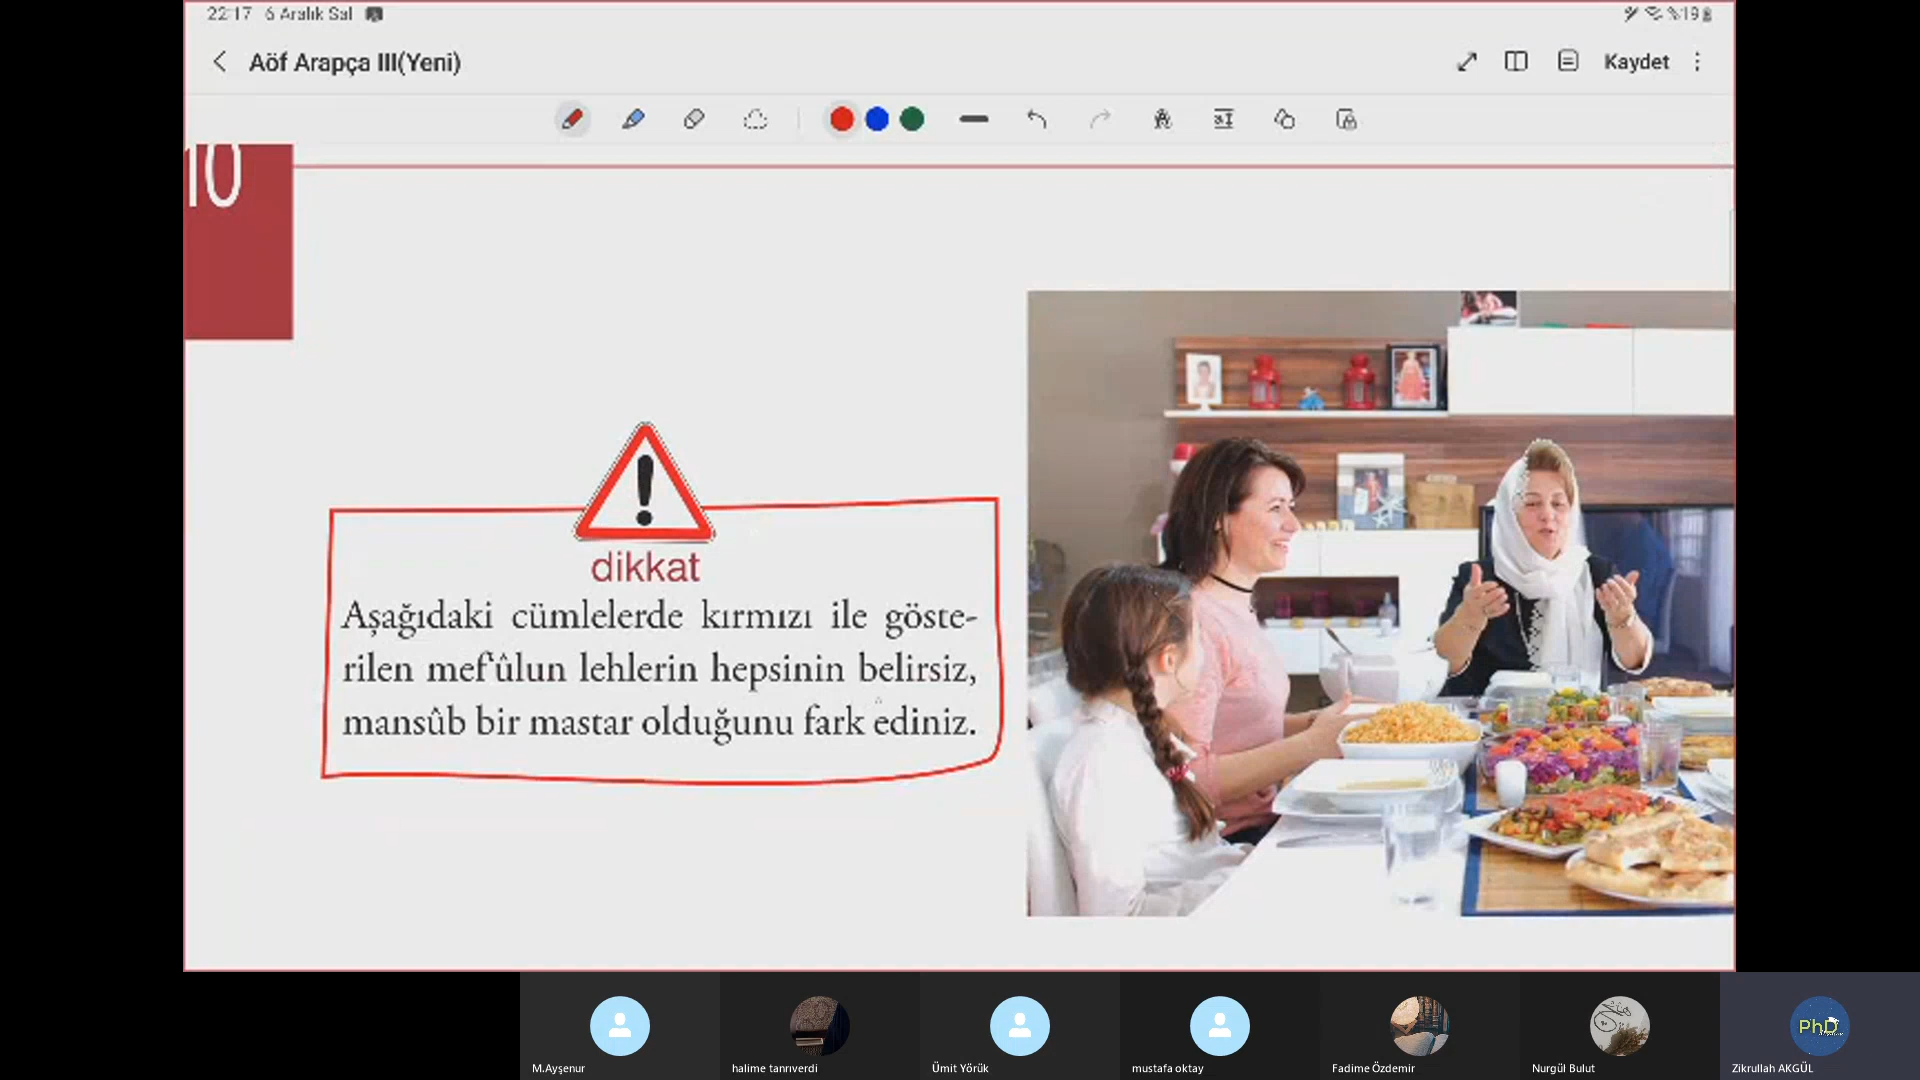 22:17 6 Aralık Sal
%19
Aöf Arapça III(Yeni)
Kaydet
10
dikkat
Aşağıdaki cümlelerde kırmızı ile göste-
rilen mef'ûlun lehlerin hepsinin belirsiz,
mansûb bir mastar olduğunu fark ediniz.
PhD
M.Ayşenur
halime tanrıverdi
Ümit Yörük
mustafa oktay
Fadime Özdemir
Nurgül Bulut
Zikrullah AKGÜL